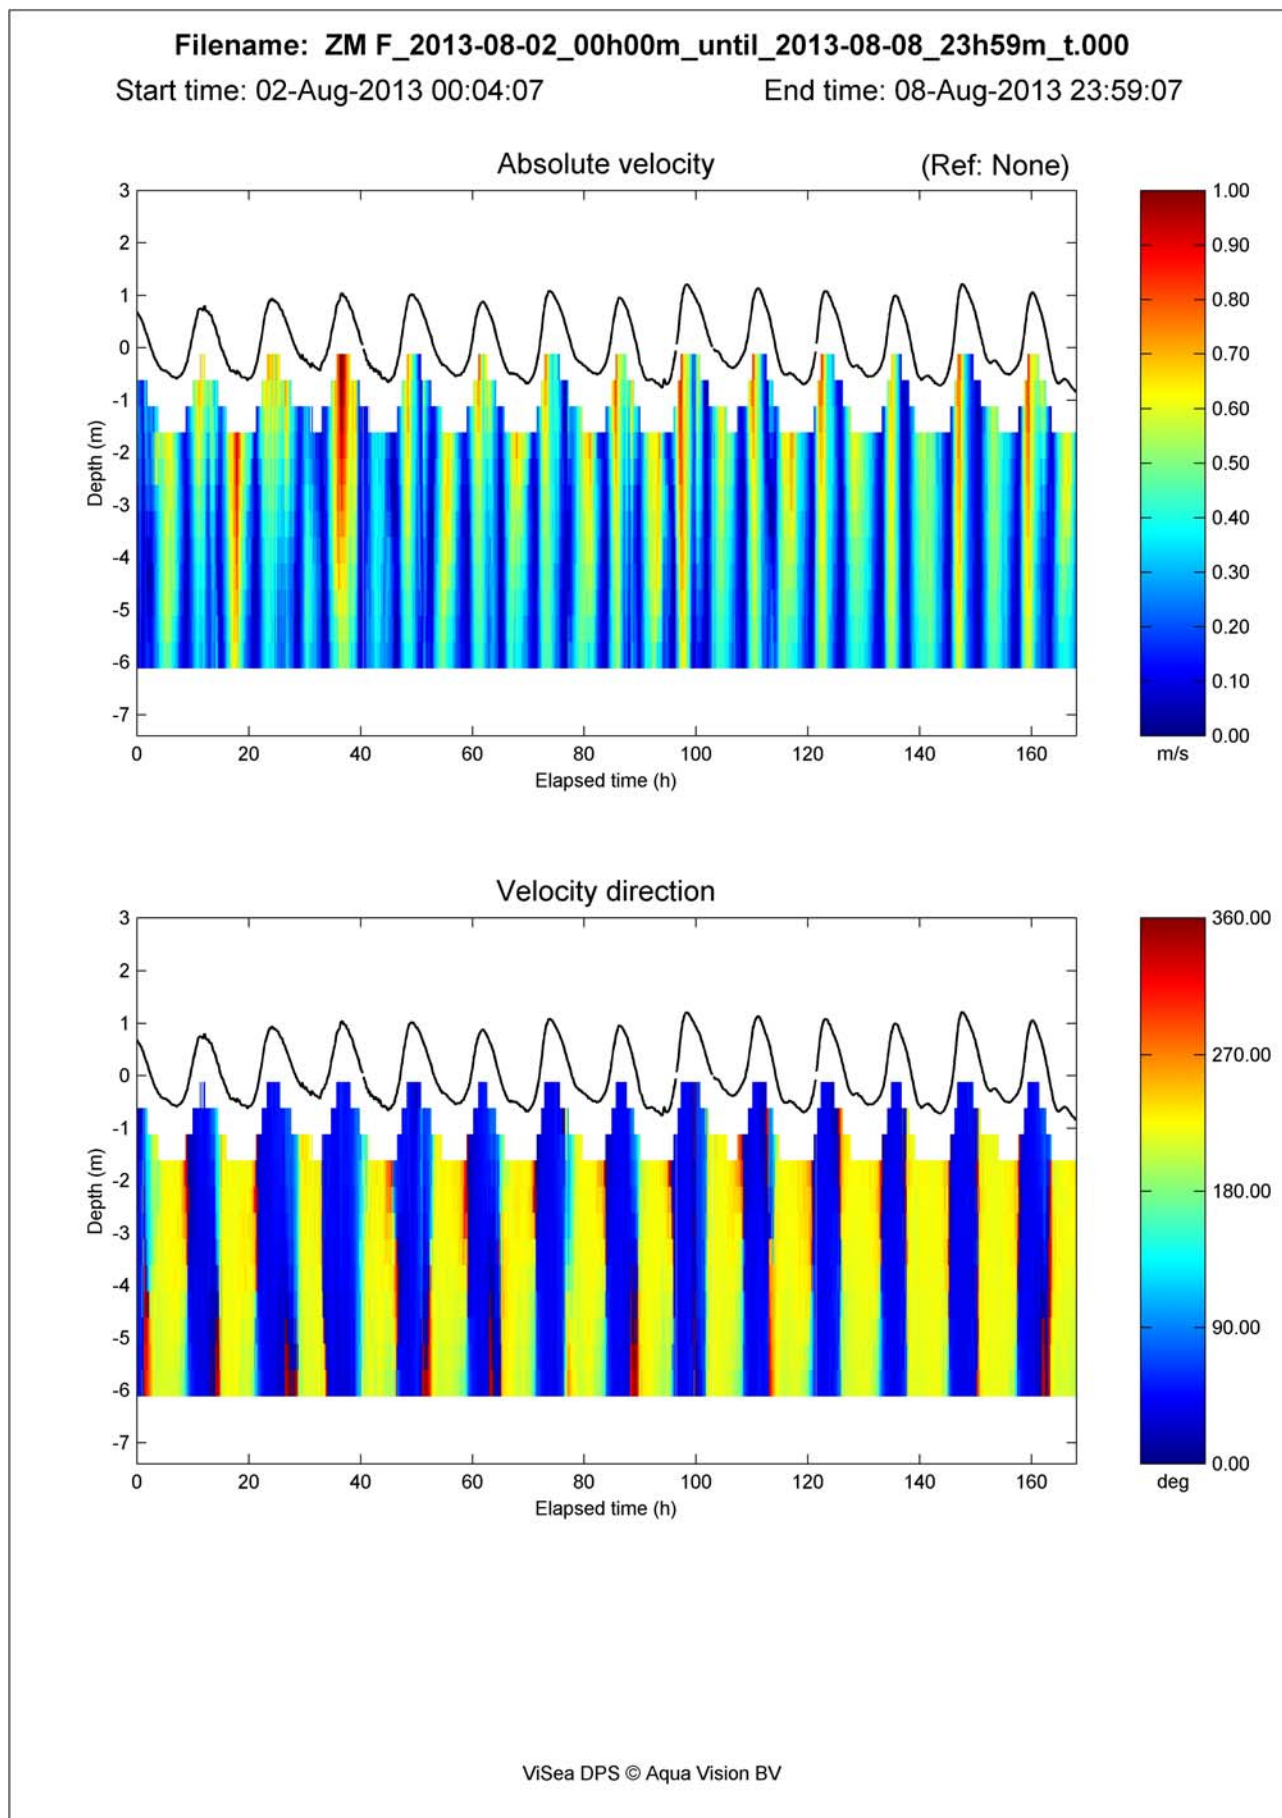 Filename: ZM F_2013-08-02_00h00m_until_2013-08-08_23h59m_t.000
Start time: 02-Aug-2013 00:04:07 End time: 08-Aug-2013 23:59:07
Absolute velocity (Ref: None)
3
2
1
0
-1
-2
-3
-4
-5
-6
-7
Depth (m)
0 20 40 60 80 100 120 140 160
Elapsed time (h)
1.00
0.90
0.80
0.70
0.60
0.50
0.40
0.30
0.20
0.10
0.00
m/s
Velocity direction
3
2
1
0
-1
-2
-3
-4
-5
-6
-7
Depth (m)
0 20 40 60 80 100 120 140 160
Elapsed time (h)
360.00
270.00
180.00
90.00
0.00
deg
ViSea DPS © Aqua Vision BV